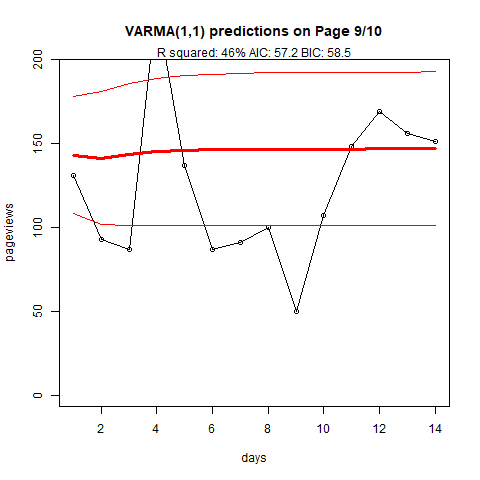 VARMA(1,1) predictions on Page 9/10
R squared: 46% AIC: 57.2 BIC: 58.5
200
150
100
50
0
pageviews
2 4 6 8 10 12 14
days